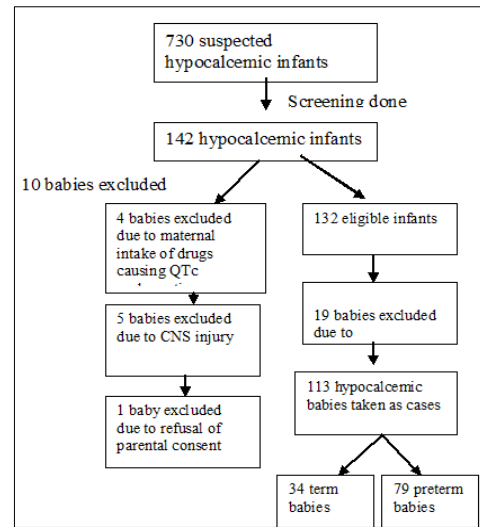 730 suspected
hypocalcemic infants
Screening done
142 hypocalcemic infants
10 babies excluded
4 babies excluded
due to maternal
intake of drugs
causing QTc
132 eligible infants
5 babies excluded
due to CNS injury
19 babies excluded
due to
1 baby excluded
due to refusal of
parental consent
113 hypocalcemic
babies taken as cases
34 term
babies
79 preterm
babies